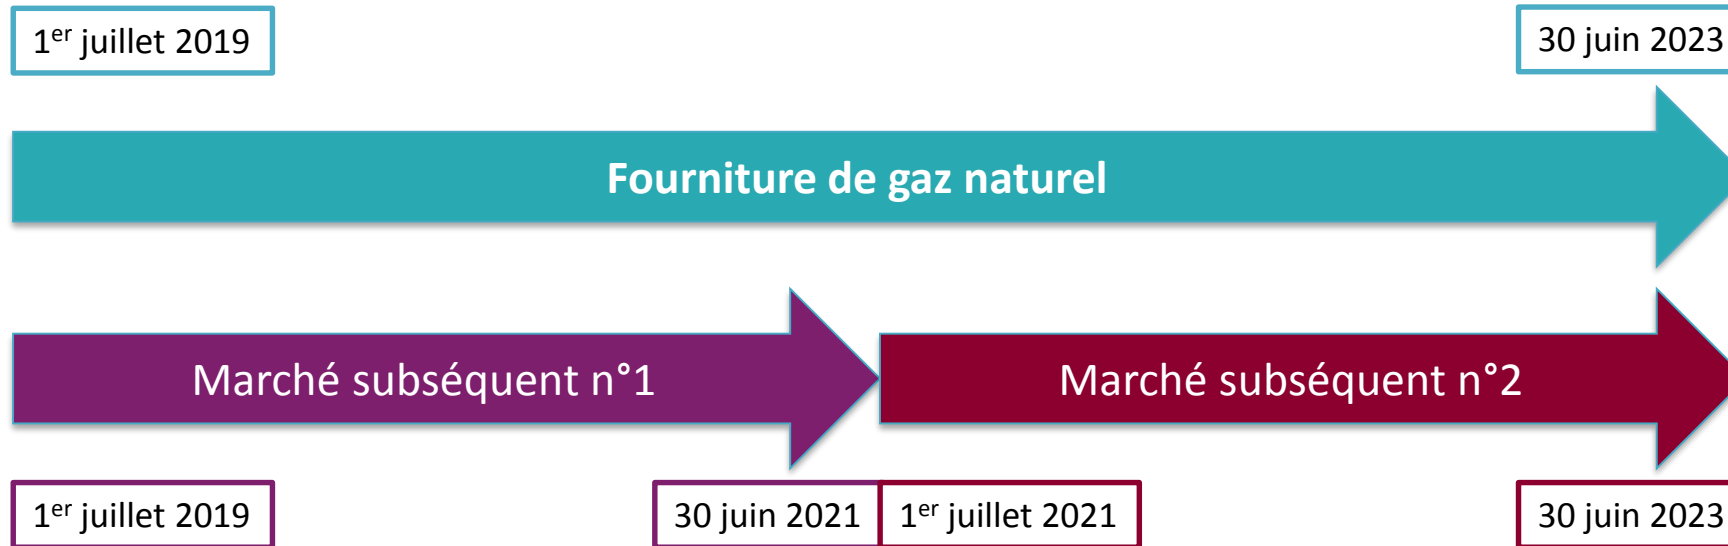 1er juillet 2019
30 juin 2023
Fourniture de gaz naturel
Marché subséquent n°1
Marché subséquent n°2
1er juillet 2019
30 juin 2021
1er juillet 2021
30 juin 2023